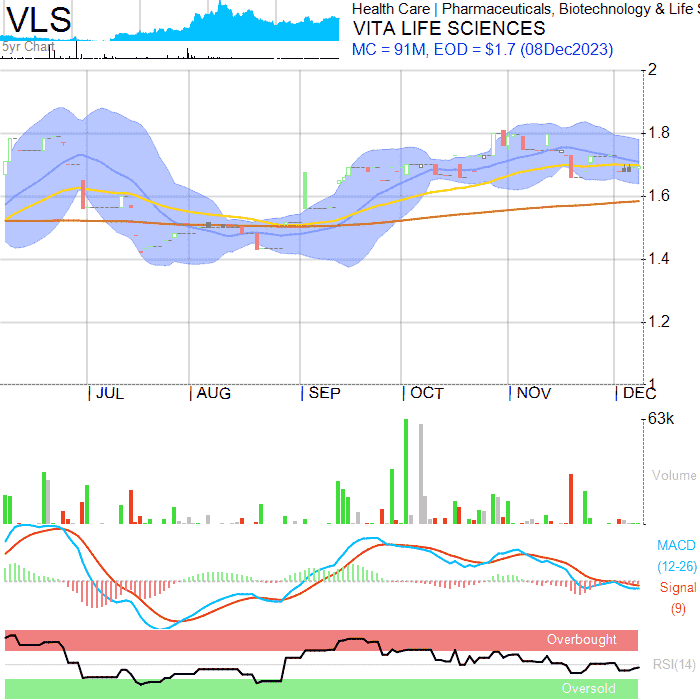 VLS
5yr Chart
Health Care | Pharmaceuticals, Biotechnology & Life S
VITA LIFE SCIENCES
MC = 91M, EOD = $1.7 (08Dec2023)
2
1.8
1.6
1.4
1.2
1
JUL AUG SEP OCT NOV DEC
63k
Volume
MACD
(12-26)
Signal
(9)
Overbought
RSI(14)
Oversold